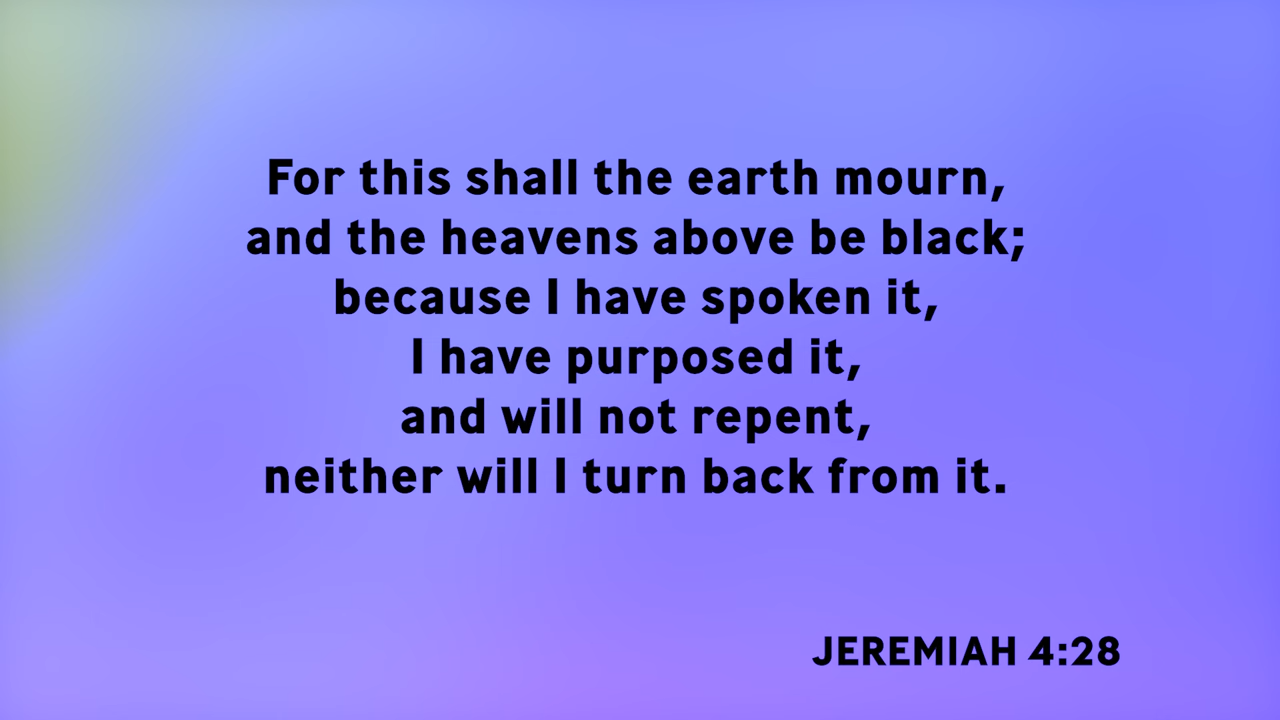 For this shall the earth mourn,
and the heavens above be black;
because I have spoken it,
I have purposed it,
and will not repent,
neither will I turn back from it.
JEREMIAH 4:28